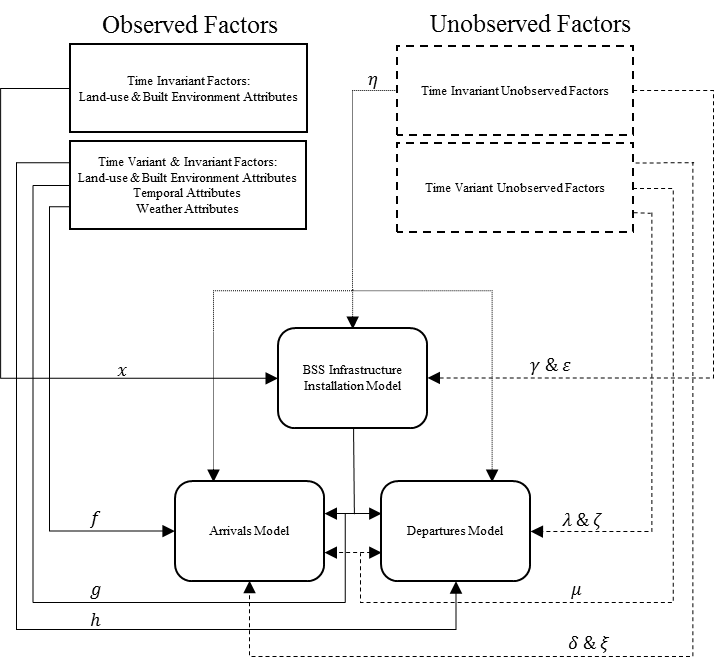 Observed Factors
Unobserved Factors
Time Invariant Factors:
Land-use & Built Environment Attributes
η
Time Invariant Unobserved Factors
Time Variant & Invariant Factors:
Land-use & Built Environment Attributes
Temporal Attributes
Weather Attributes
Time Variant Unobserved Factors
BSS Infrastructure
Installation Model
x
γ & ε
Arrivals Model
Departures Model
f
λ & ζ
g
μ
h
δ & ξ